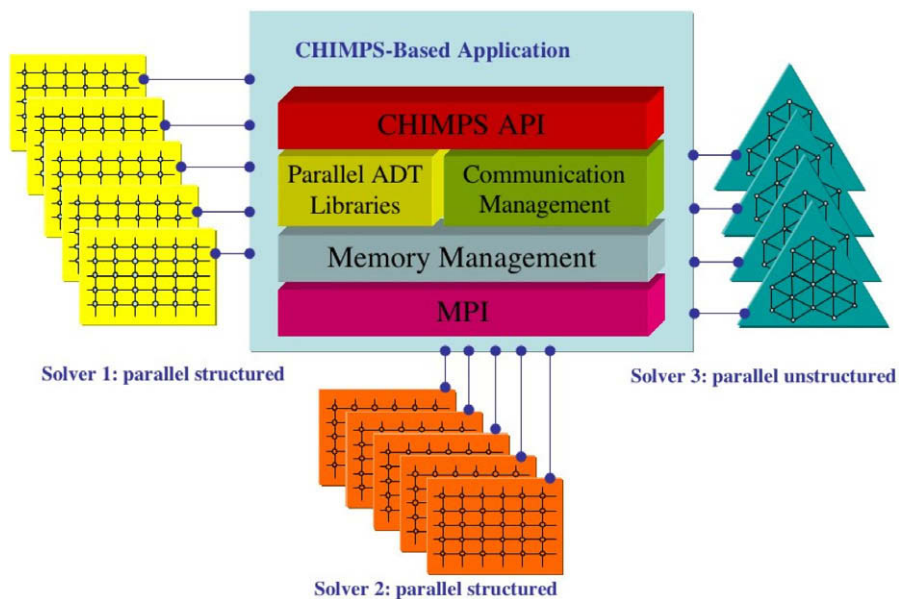 CHIMPS-Based Application
CHIMPS API
Parallel ADT
Libraries
Communication
Management
Memory Management
MPI
Solver 1: parallel structured
Solver 3: parallel unstructured
Solver 2: parallel structured